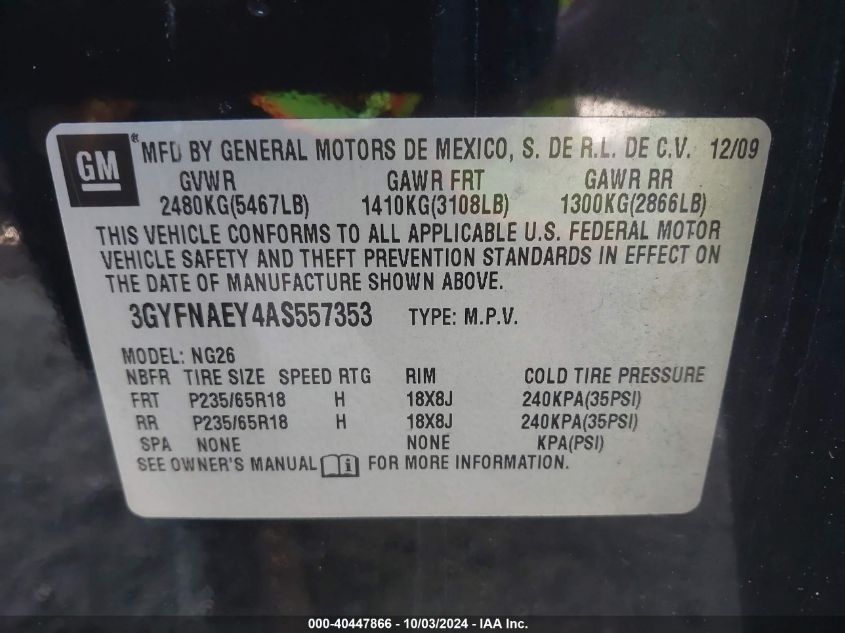 GM® MFD BY GENERAL MOTORS DE MEXICO, S. DE R.L. DE C.V. 12/09
GVWR GAWR FRT GAWR RR
2480KG(5467LB) 1410KG(3108LB) 1300KG(2866LB)
THIS VEHICLE CONFORMS TO ALL APPLICABLE U.S. FEDERAL MOTOR
VEHICLE SAFETY AND THEFT PREVENTION STANDARDS IN EFFECT ON
THE DATE OF MANUFACTURE SHOWN ABOVE.
3GYFNAEY4AS557353 TYPE: M.P.V.
MODEL: NG26
NBFR TIRE SIZE SPEED RTG RIM COLD TIRE PRESSURE
FRT P235/65R18 H 18X8J 240KPA(35PSI)
RR P235/65R18 H 18X8J 240KPA(35PSI)
SPA NONE NONE KPA(PSI)
SEE OWNER'S MANUAL FOR MORE INFORMATION.
000-40447866 - 10/03/2024 - IAA Inc.